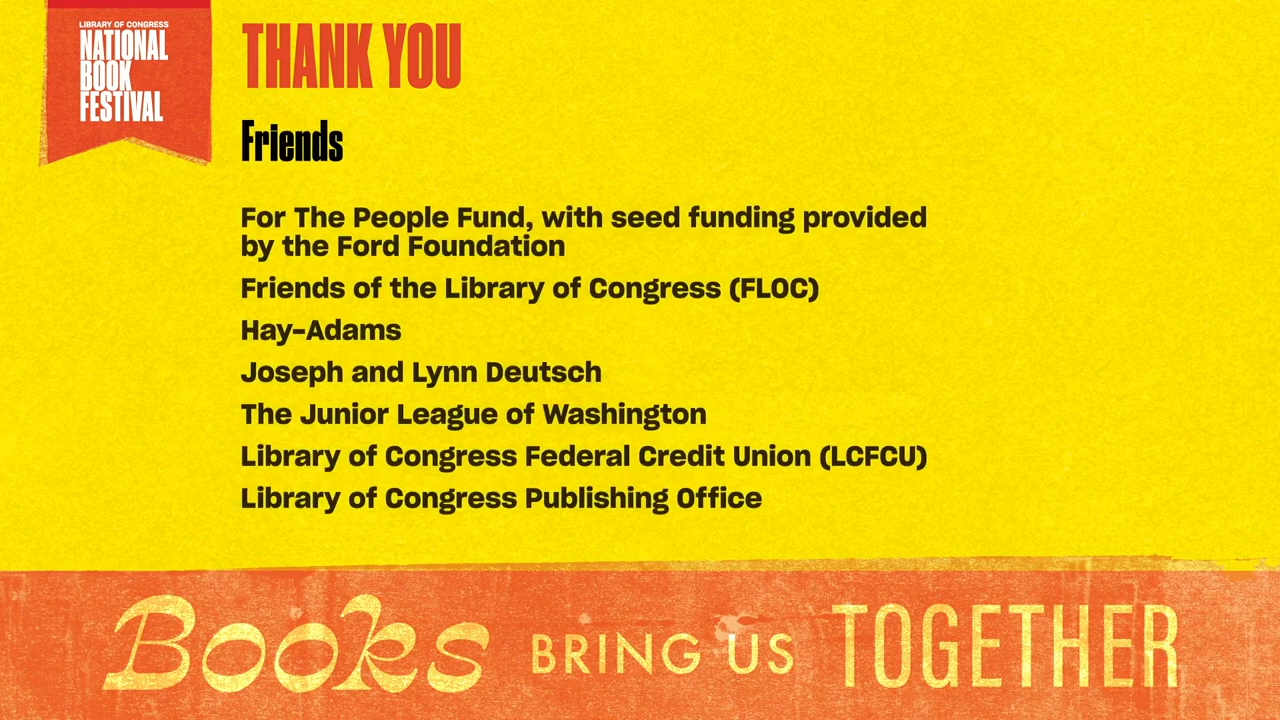 LIBRARY OF CONGRESS
NATIONAL
BOOK
FESTIVAL
THANK YOU
Friends
For The People Fund, with seed funding provided
by the Ford Foundation
Friends of the Library of Congress (FLOC)
Hay-Adams
Joseph and Lynn Deutsch
The Junior League of Washington
Library of Congress Federal Credit Union (LCFCU)
Library of Congress Publishing Office
Books BRING US TOGETHER